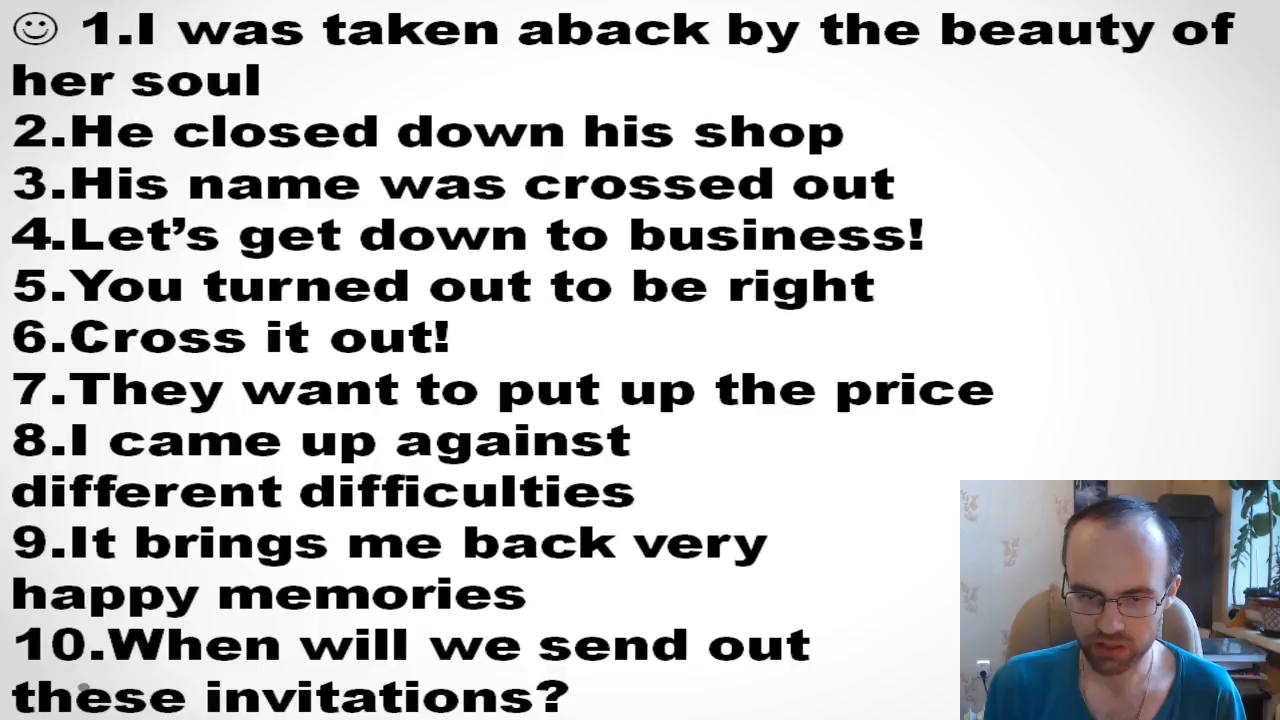 ☺ 1.I was taken aback by the beauty of
her soul
2.He closed down his shop
3.His name was crossed out
4.Let’s get down to business!
5.You turned out to be right
6.Cross it out!
7.They want to put up the price
8.I came up against
different difficulties
9.It brings me back very
happy memories
10.When will we send out
these invitations?